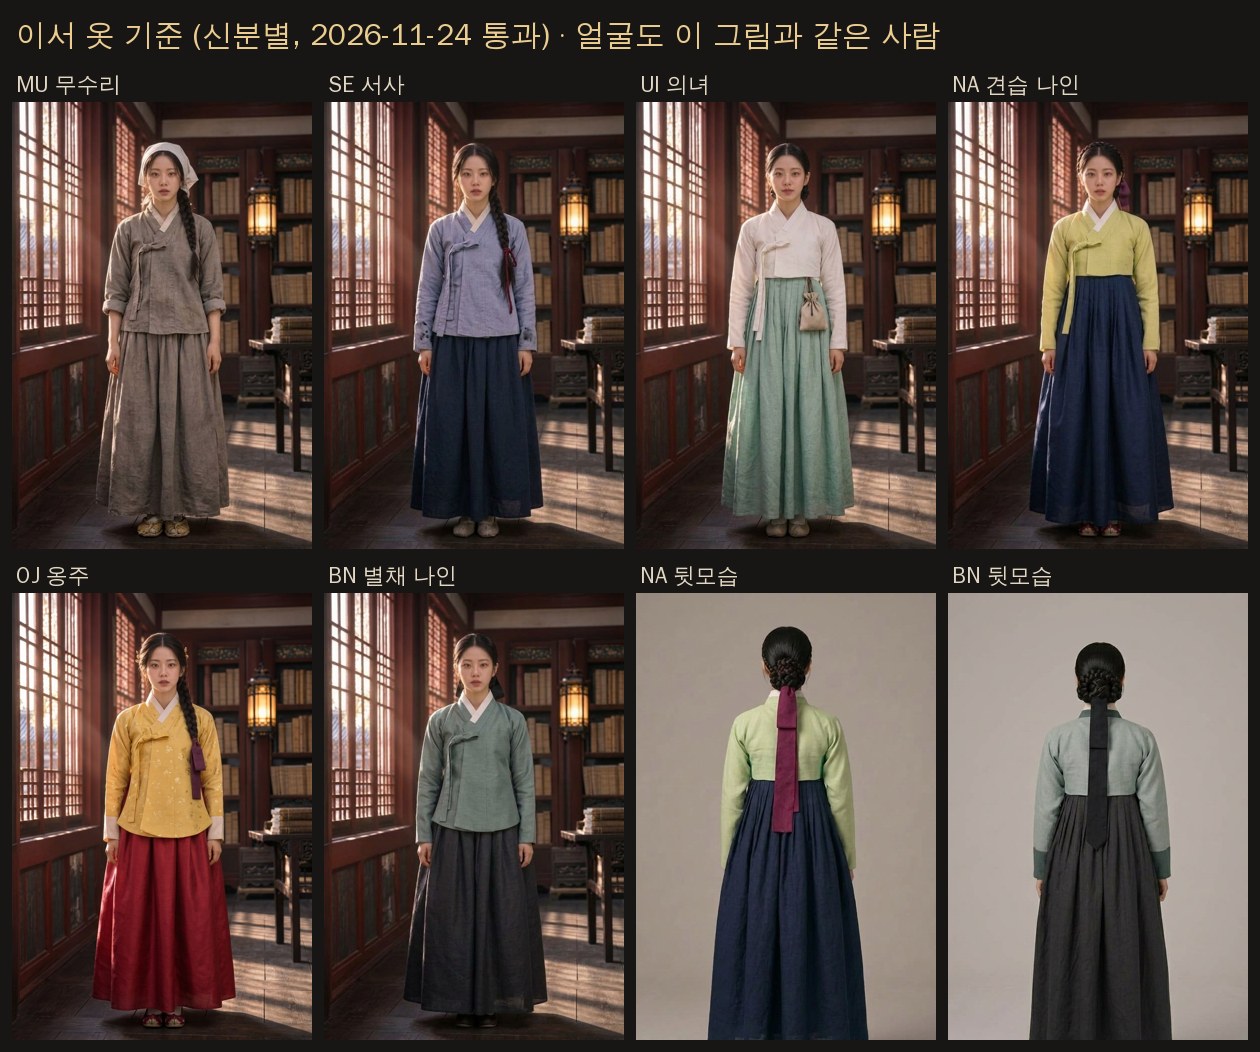 이서 옷 기준 (신분별, 2026-11-24 통과) · 얼굴도 이 그림과 같은 사람
MU 무수리
SE 서사
UI 의녀
NA 견습 나인
OJ 옹주
BN 별채 나인
NA 뒷모습
BN 뒷모습